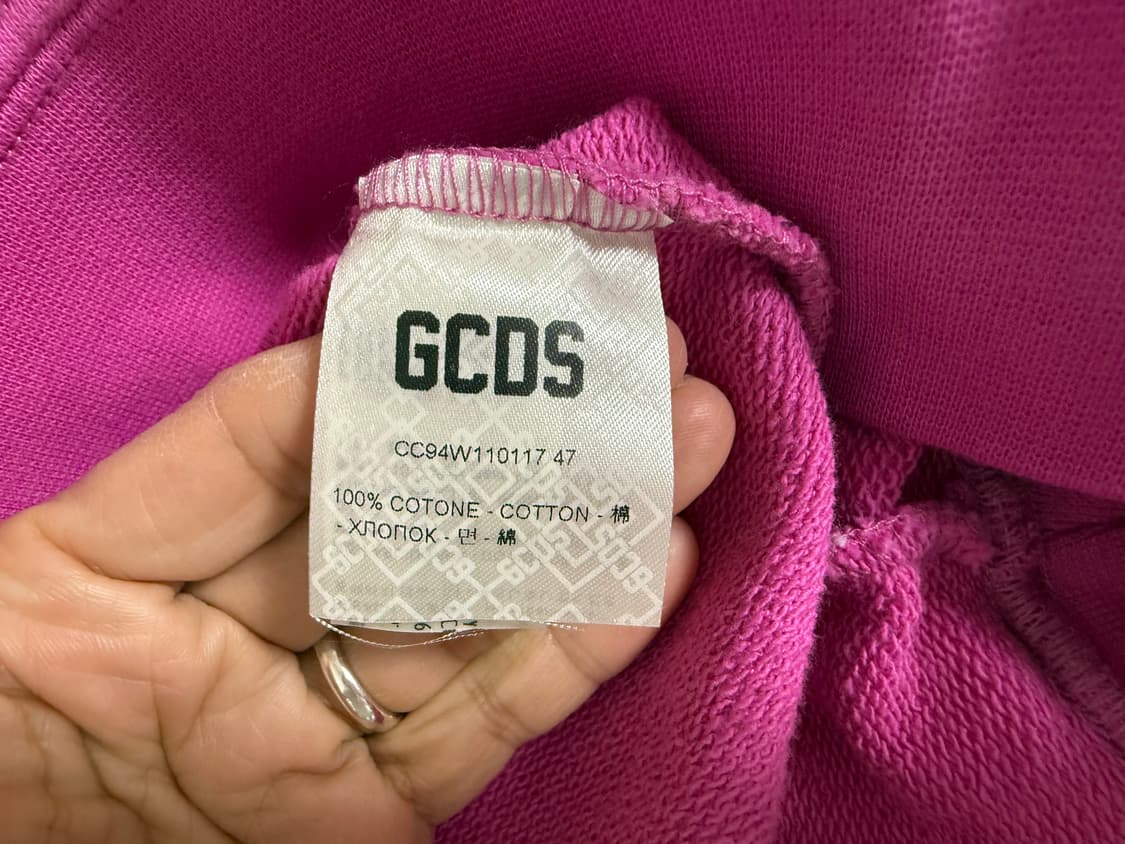 GCDS
CC94W110117 47
100% COTONE - COTTON - 棉
- ХЛОПОК - 면 - 綿